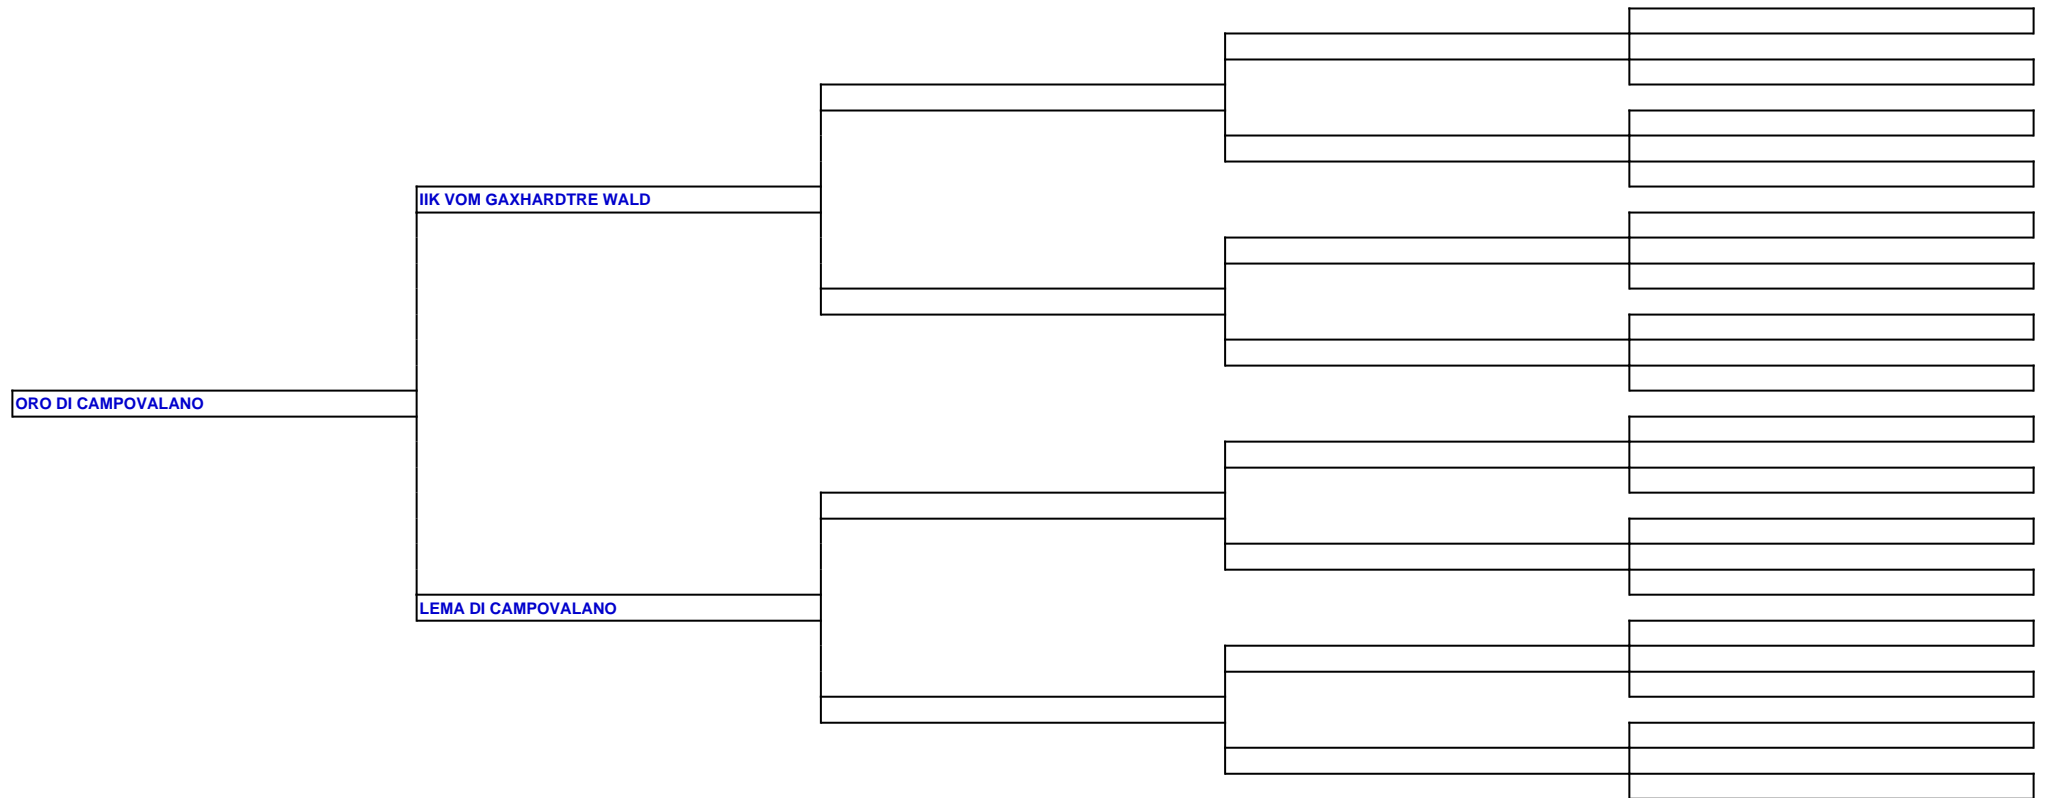 IIK VOM GAXHARDTRE WALD
ORO DI CAMPOVALANO
LEMA DI CAMPOVALANO